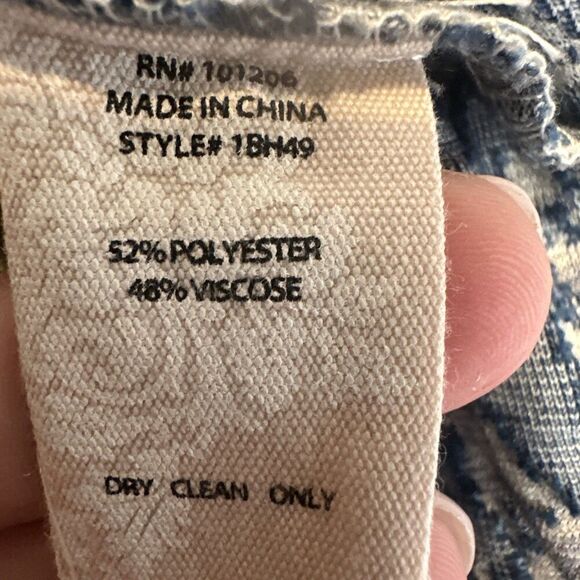 RN# 101206
MADE IN CHINA
STYLE# 1BH49
52% POLYESTER
48% VISCOSE
DRY CLEAN ONLY